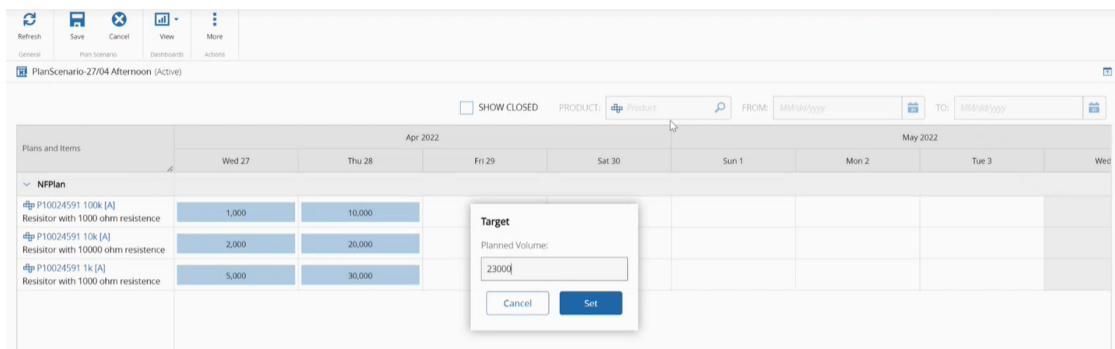 Refresh Save Cancel View More
General Plan Scenario Dashboards Actions
PlanScenario-27/04 Afternoon (Active)
SHOW CLOSED PRODUCT: Product FROM: MM/dd/yyyy TO: MM/dd/yyyy
Plans and Items Apr 2022 May 2022
Wed 27 Thu 28 Fri 29 Sat 30 Sun 1 Mon 2 Tue 3 Wed
NFPlan
P10024591 100k [A]
Resisitor with 1000 ohm resistence 1,000 10,000
P10024591 10k [A]
Resisitor with 10000 ohm resistence 2,000 20,000
P10024591 1k [A]
Resisitor with 1000 ohm resistence 5,000 30,000
Target
Planned Volume:
23000
Cancel Set